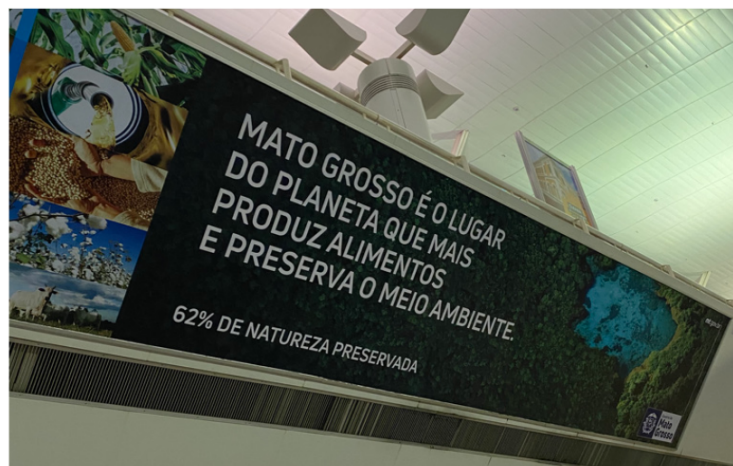 MATO GROSSO É O LUGAR
DO PLANETA QUE MAIS
PRODUZ ALIMENTOS
E PRESERVA O MEIO AMBIENTE.
62% DE NATUREZA PRESERVADA
Mato
Grosso